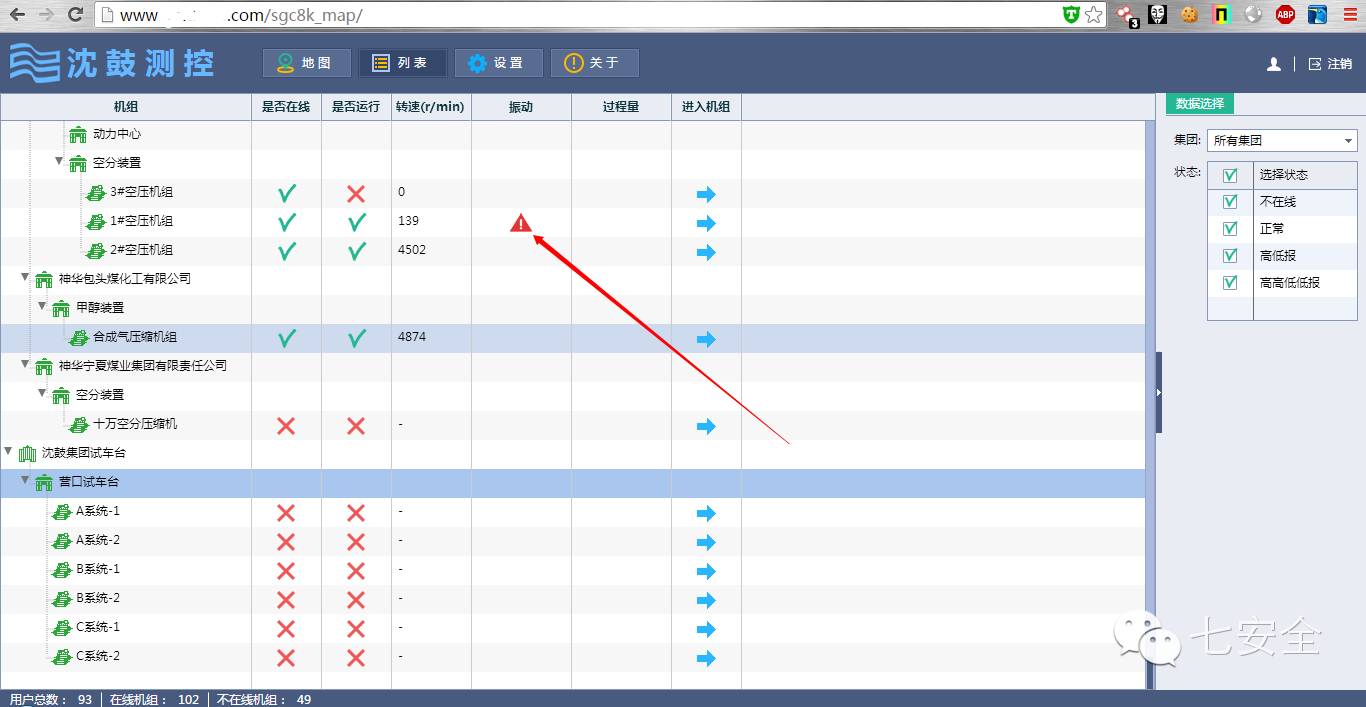 www .com/sgc8k_map/
3
ABP
沈鼓测控
地图 列表 设置 关于 注销
机组 是否在线 是否运行 转速(r/min) 振动 过程量 进入机组
动力中心
空分装置
3#空压机组 0
1#空压机组 139
2#空压机组 4502
神华包头煤化工有限公司
甲醇装置
合成气压缩机组 4874
神华宁夏煤业集团有限责任公司
空分装置
十万空分压缩机 -
沈鼓集团试车台
营口试车台
A系统-1 -
A系统-2 -
B系统-1 -
B系统-2 -
C系统-1 -
C系统-2 -
数据选择
集团: 所有集团
状态: 选择状态
不在线
正常
高低报
高高低低报
七安全
用户总数: 93 在线机组: 102 不在线机组: 49